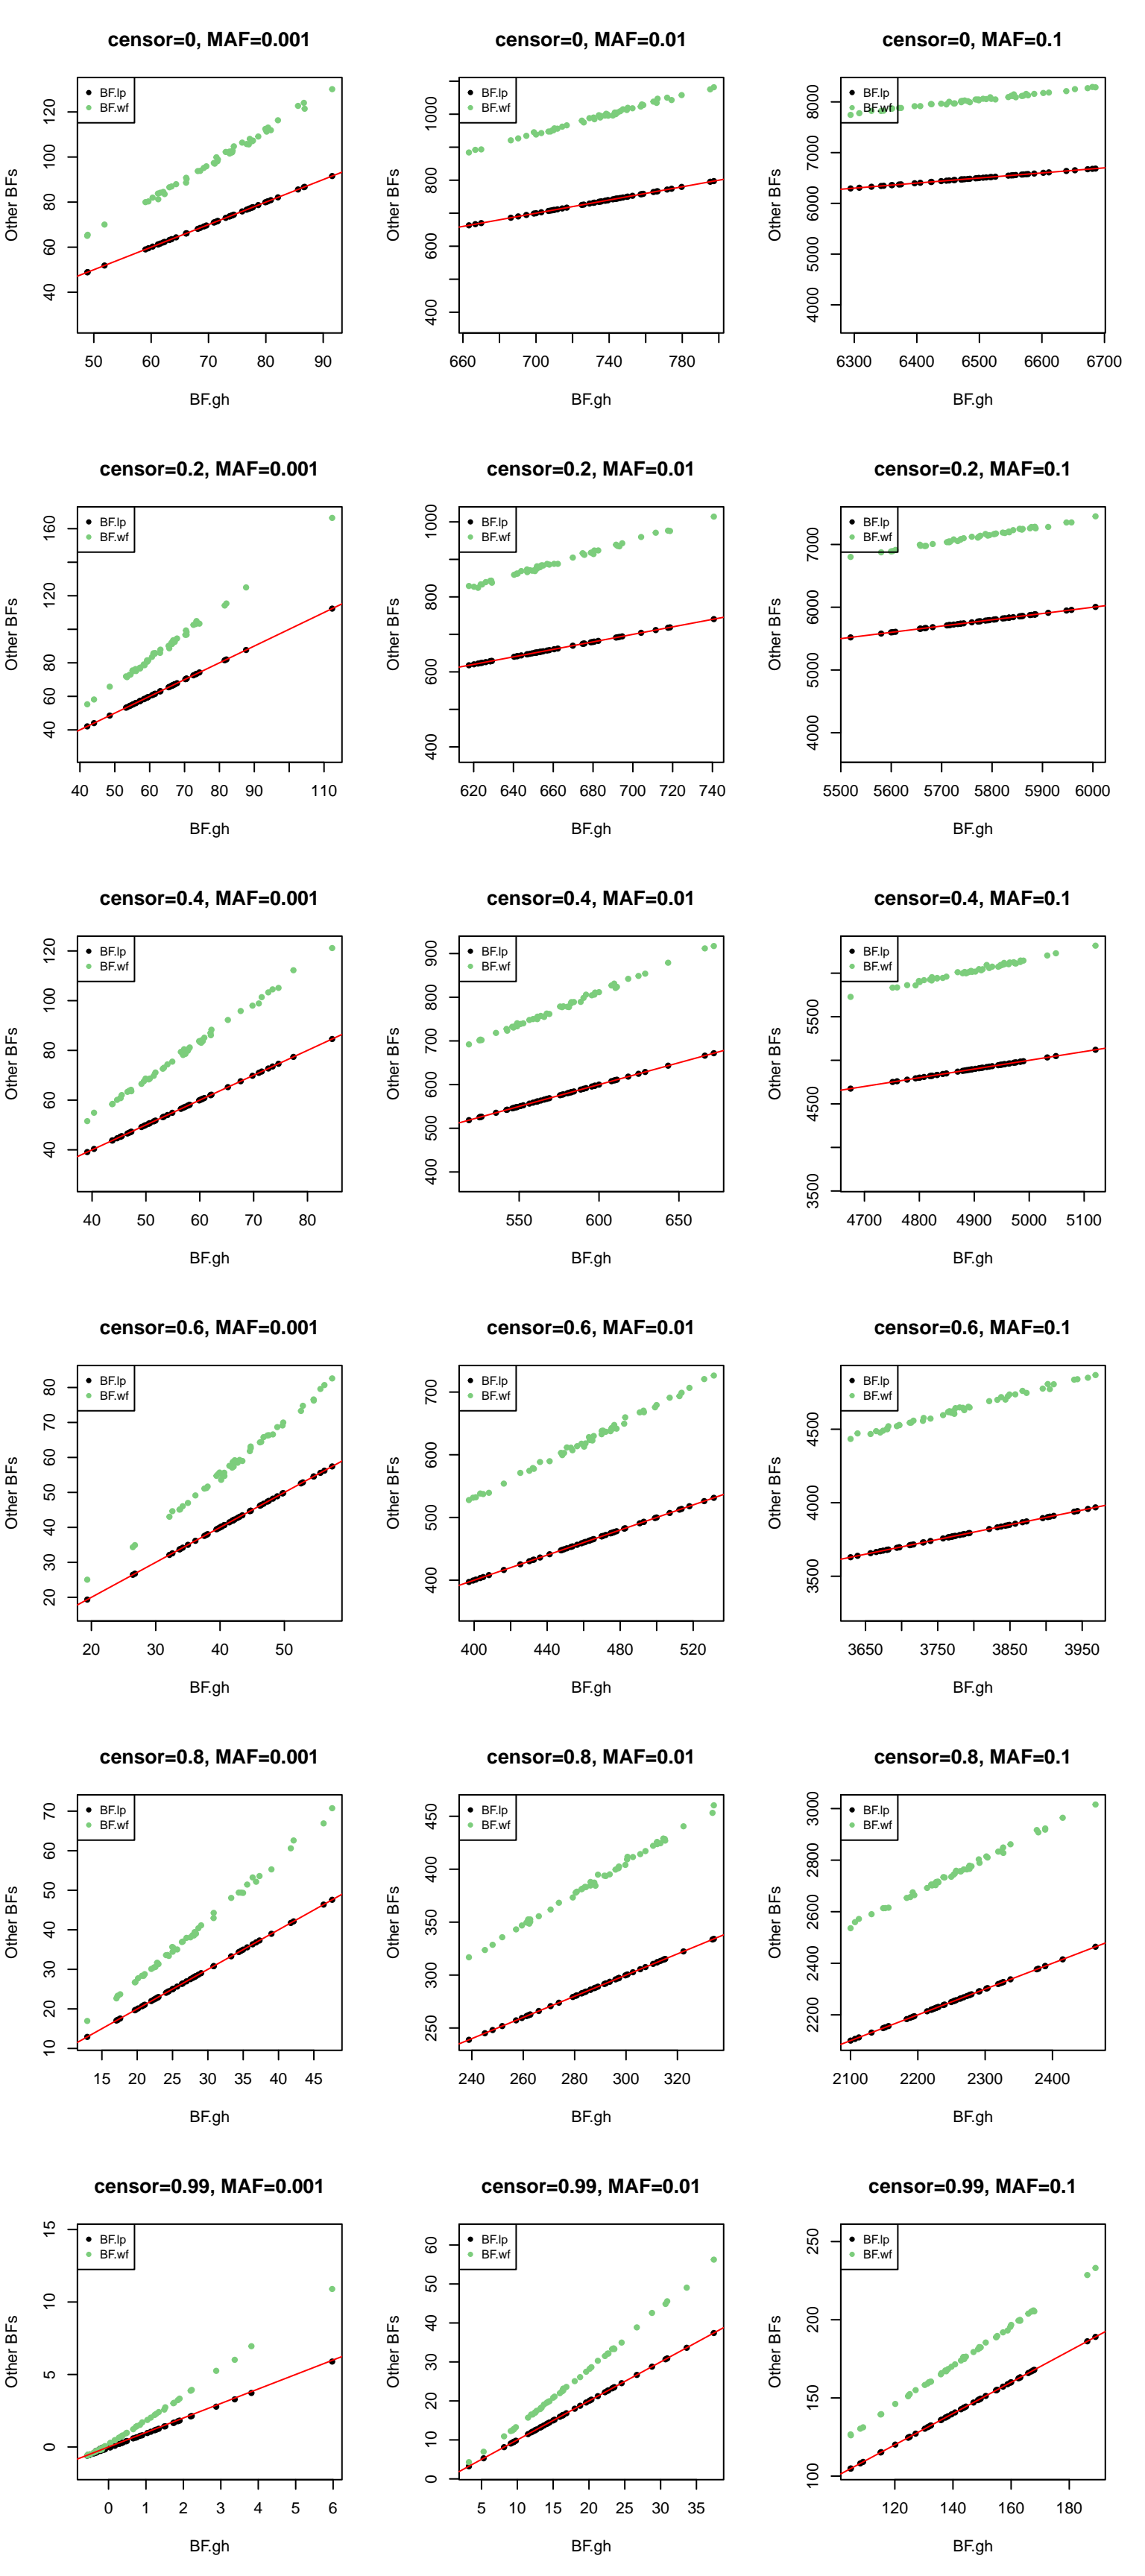 censor=0, MAF=0.001 censor=0, MAF=0.01 censor=0, MAF=0.1
BF.lp BF.lp BF.lp
BF.wf BF.wf BF.wf
Other BFs Other BFs Other BFs
40 60 80 100 120 400 600 800 1000 4000 5000 6000 7000 8000
50 60 70 80 90 660 700 740 780 6300 6400 6500 6600 6700
BF.gh BF.gh BF.gh
censor=0.2, MAF=0.001 censor=0.2, MAF=0.01 censor=0.2, MAF=0.1
BF.lp BF.lp BF.lp
BF.wf BF.wf BF.wf
Other BFs Other BFs Other BFs
40 60 80 120 160 400 600 800 1000 4000 5000 6000 7000
40 50 60 70 80 90 110 620 640 660 680 700 720 740 5500 5600 5700 5800 5900 6000
BF.gh BF.gh BF.gh
censor=0.4, MAF=0.001 censor=0.4, MAF=0.01 censor=0.4, MAF=0.1
BF.lp BF.lp BF.lp
BF.wf BF.wf BF.wf
Other BFs Other BFs Other BFs
40 60 80 100 120 400 500 600 700 800 900 3500 4500 5500
40 50 60 70 80 550 600 650 4700 4800 4900 5000 5100
BF.gh BF.gh BF.gh
censor=0.6, MAF=0.001 censor=0.6, MAF=0.01 censor=0.6, MAF=0.1
BF.lp BF.lp BF.lp
BF.wf BF.wf BF.wf
Other BFs Other BFs Other BFs
20 30 40 50 60 70 80 400 500 600 700 3500 4000 4500
20 30 40 50 400 440 480 520 3650 3750 3850 3950
BF.gh BF.gh BF.gh
censor=0.8, MAF=0.001 censor=0.8, MAF=0.01 censor=0.8, MAF=0.1
BF.lp BF.lp BF.lp
BF.wf BF.wf BF.wf
Other BFs Other BFs Other BFs
10 20 30 40 50 60 70 250 300 350 400 450 2200 2400 2600 2800 3000
15 20 25 30 35 40 45 240 260 280 300 320 2100 2200 2300 2400
BF.gh BF.gh BF.gh
censor=0.99, MAF=0.001 censor=0.99, MAF=0.01 censor=0.99, MAF=0.1
BF.lp BF.lp BF.lp
BF.wf BF.wf BF.wf
Other BFs Other BFs Other BFs
0 5 10 15 0 10 20 30 40 50 60 100 150 200 250
0 1 2 3 4 5 6 5 10 15 20 25 30 35 120 140 160 180
BF.gh BF.gh BF.gh